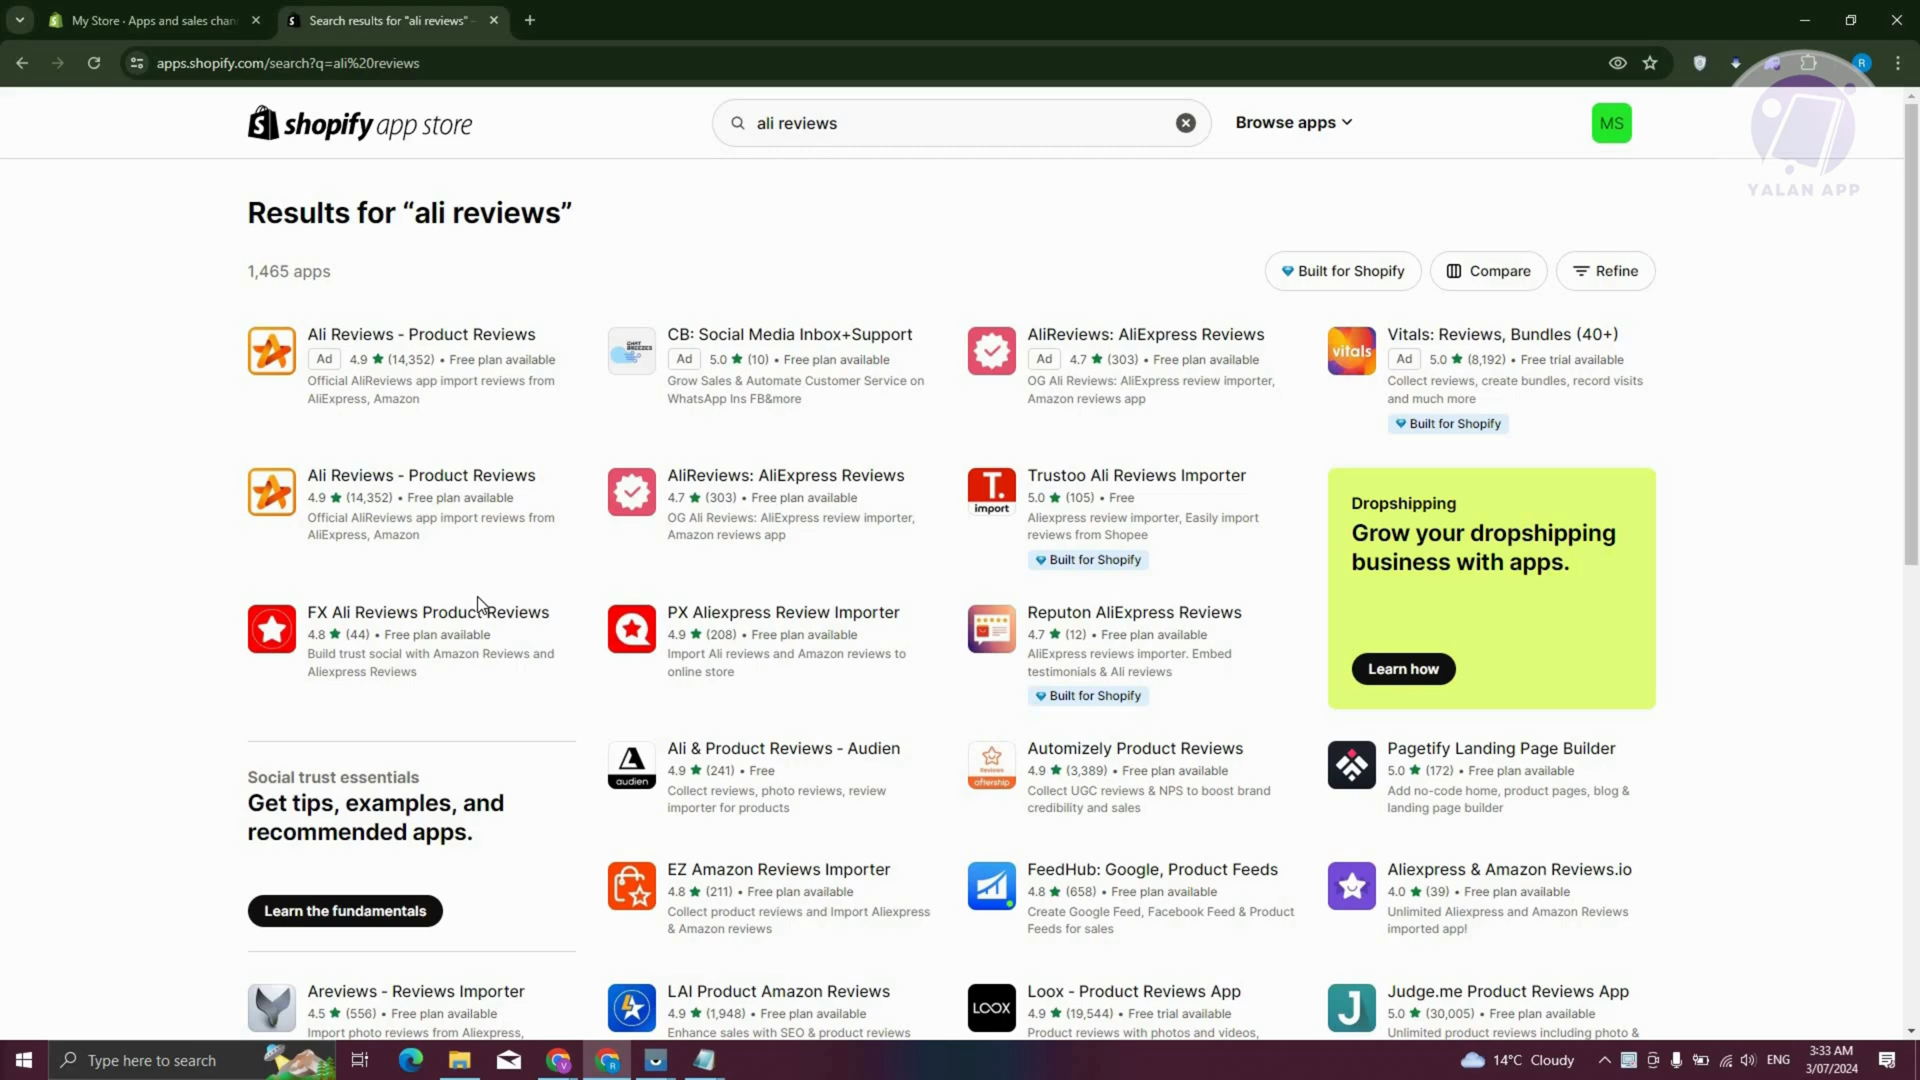 My Store · Apps and sales chan
Search results for "ali reviews" -
apps.shopify.com/search?q=ali%20reviews
R
shopify app store
ali reviews
Browse apps
MS
YALAN APP
Results for “ali reviews”
1,465 apps
Built for Shopify
Compare
Refine
Ali Reviews - Product Reviews
Ad 4.9 ★ (14,352) • Free plan available
Official AliReviews app import reviews from
AliExpress, Amazon
CHAT
BREEZES
CB: Social Media Inbox+Support
Ad 5.0 ★ (10) • Free plan available
Grow Sales & Automate Customer Service on
WhatsApp Ins FB&more
AliReviews: AliExpress Reviews
Ad 4.7 ★ (303) • Free plan available
OG Ali Reviews: AliExpress review importer,
Amazon reviews app
vitals
Vitals: Reviews, Bundles (40+)
Ad 5.0 ★ (8,192) • Free trial available
Collect reviews, create bundles, record visits
and much more
Built for Shopify
Ali Reviews - Product Reviews
4.9 ★ (14,352) • Free plan available
Official AliReviews app import reviews from
AliExpress, Amazon
AliReviews: AliExpress Reviews
4.7 ★ (303) • Free plan available
OG Ali Reviews: AliExpress review importer,
Amazon reviews app
T.
import
Trustoo Ali Reviews Importer
5.0 ★ (105) • Free
Aliexpress review importer, Easily import
reviews from Shopee
Built for Shopify
Dropshipping
Grow your dropshipping
business with apps.
Learn how
FX Ali Reviews Product Reviews
4.8 ★ (44) • Free plan available
Build trust social with Amazon Reviews and
Aliexpress Reviews
PX Aliexpress Review Importer
4.9 ★ (208) • Free plan available
Import Ali reviews and Amazon reviews to
online store
Reputon AliExpress Reviews
4.7 ★ (12) • Free plan available
AliExpress reviews importer. Embed
testimonials & Ali reviews
Built for Shopify
Social trust essentials
Get tips, examples, and
recommended apps.
Learn the fundamentals
audien
Ali & Product Reviews - Audien
4.9 ★ (241) • Free
Collect reviews, photo reviews, review
importer for products
Reviews
aftership
Automizely Product Reviews
4.9 ★ (3,389) • Free plan available
Collect UGC reviews & NPS to boost brand
credibility and sales
Pagetify Landing Page Builder
5.0 ★ (172) • Free plan available
Add no-code home, product pages, blog &
landing page builder
EZ Amazon Reviews Importer
4.8 ★ (211) • Free plan available
Collect product reviews and Import Aliexpress
& Amazon reviews
FeedHub: Google, Product Feeds
4.8 ★ (658) • Free plan available
Create Google Feed, Facebook Feed & Product
Feeds for sales
Aliexpress & Amazon Reviews.io
4.0 ★ (39) • Free plan available
Unlimited Aliexpress and Amazon Reviews
imported app!
Areviews - Reviews Importer
4.5 ★ (556) • Free plan available
Import photo reviews from Aliexpress,
LAI Product Amazon Reviews
4.9 ★ (1,948) • Free plan available
Enhance sales with SEO & product reviews
LOOX
Loox - Product Reviews App
4.9 ★ (19,544) • Free trial available
Product reviews with photos and videos,
J
Judge.me Product Reviews App
5.0 ★ (30,005) • Free plan available
Unlimited product reviews including photo &
Type here to search
14°C Cloudy
ENG
3:33 AM
3/07/2024